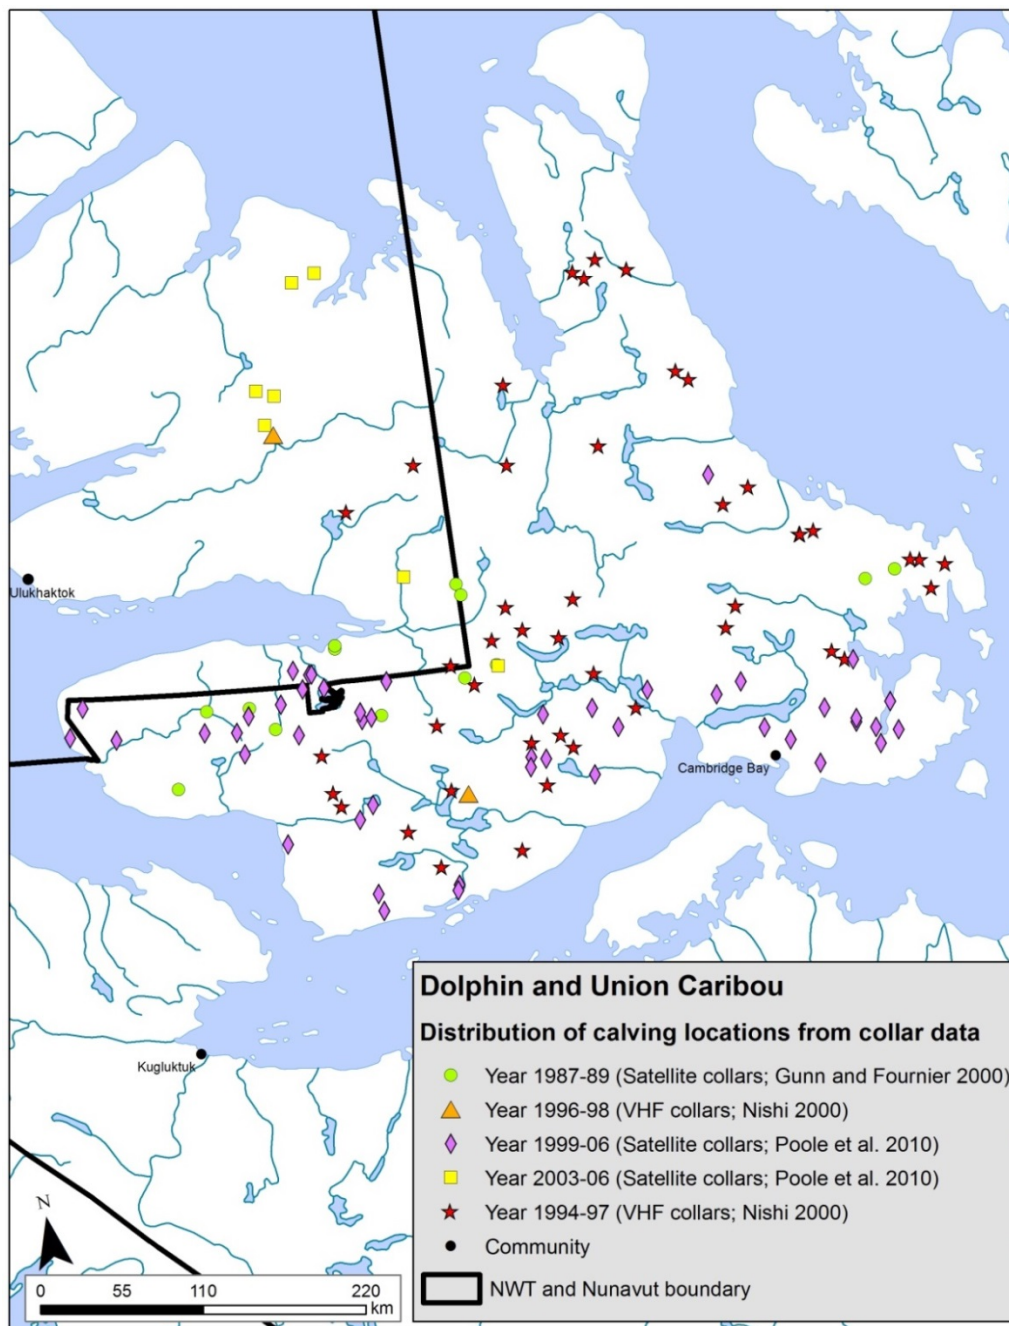 Ulukhaktok
Cambridge Bay
Kugluktuk
Dolphin and Union Caribou
Distribution of calving locations from collar data
Year 1987-89 (Satellite collars; Gunn and Fournier 2000)
Year 1996-98 (VHF collars; Nishi 2000)
Year 1999-06 (Satellite collars; Poole et al. 2010)
Year 2003-06 (Satellite collars; Poole et al. 2010)
Year 1994-97 (VHF collars; Nishi 2000)
Community
NWT and Nunavut boundary
N
0 55 110 220
km